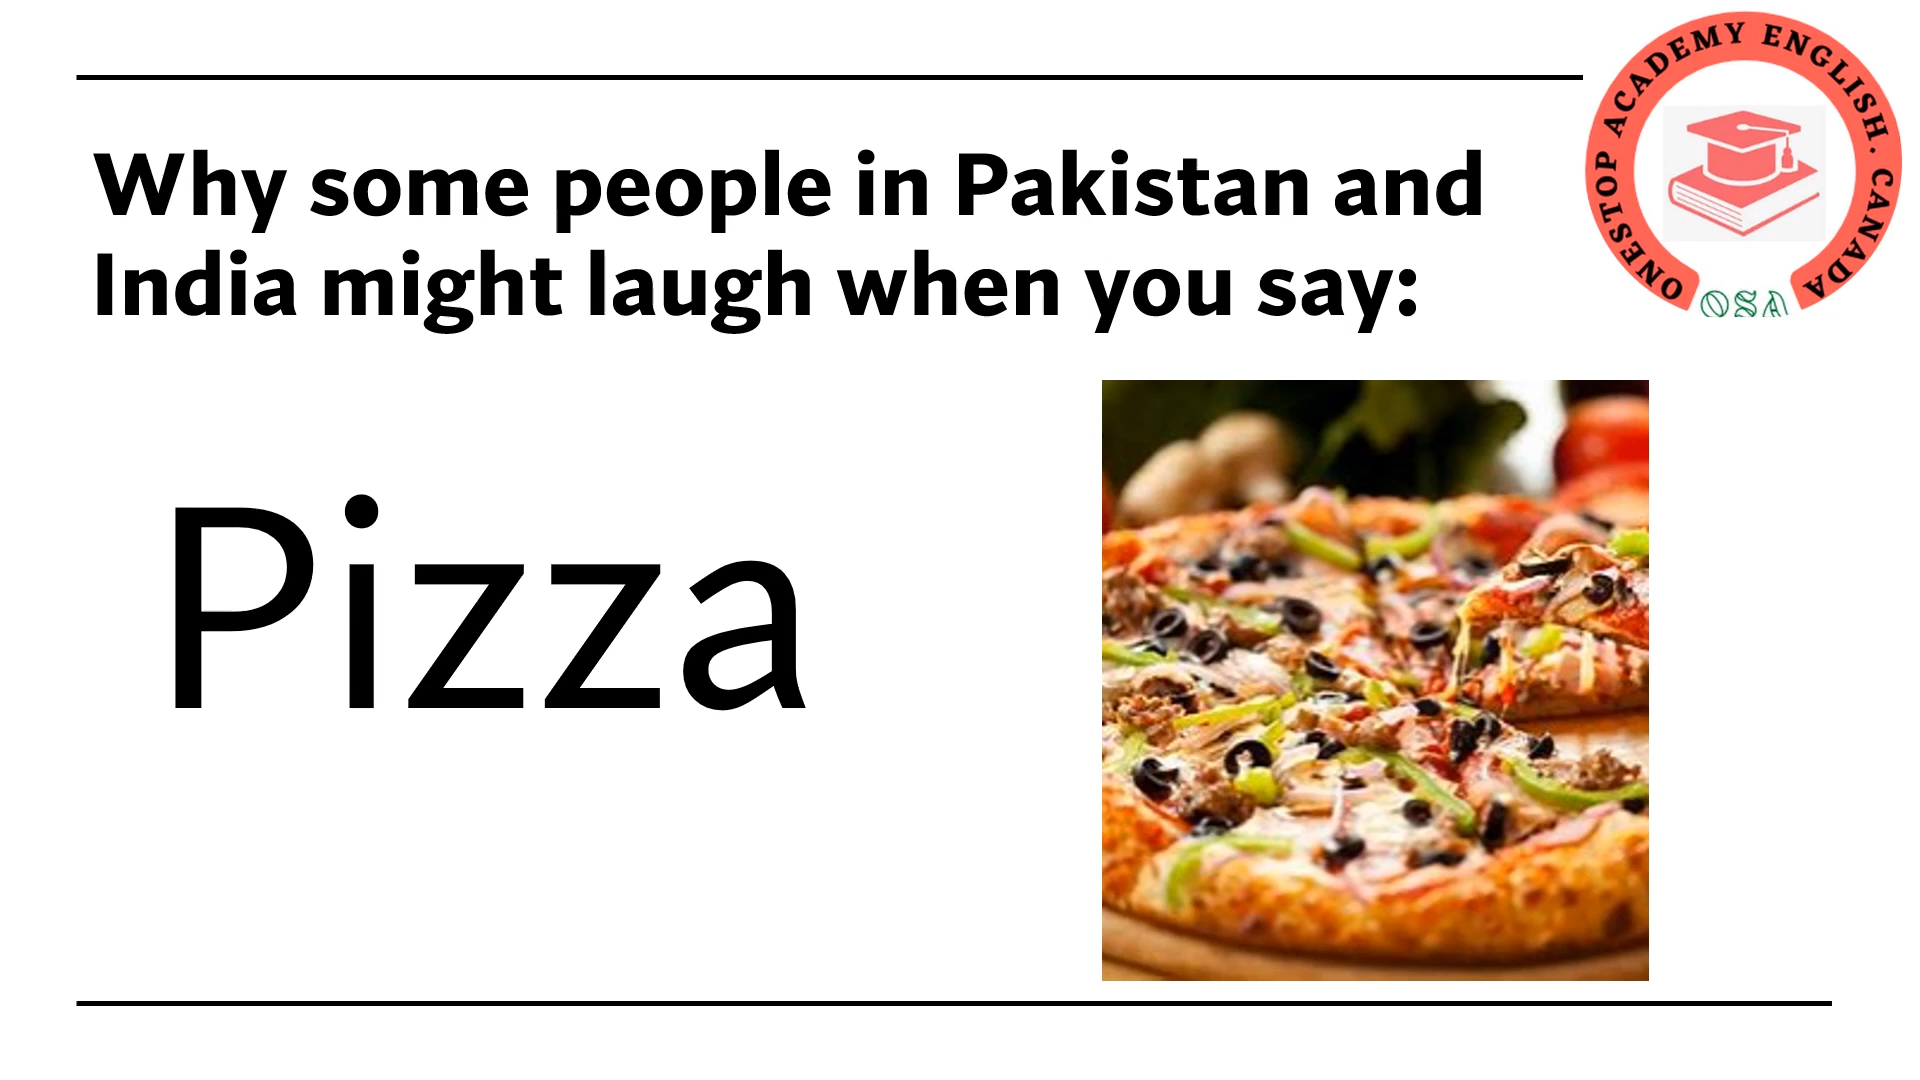 ONESTOP ACADEMY ENGLISH. CANADA
OSA
Why some people in Pakistan and
India might laugh when you say:
Pizza